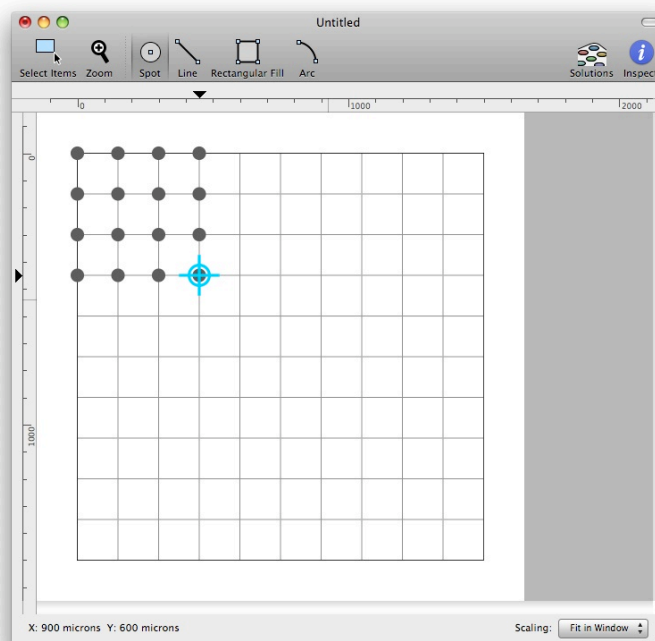 Untitled
Select Items Zoom Spot Line Rectangular Fill Arc Solutions Inspect
0 1000 2000
0
1000
X: 900 microns Y: 600 microns Scaling: Fit in Window